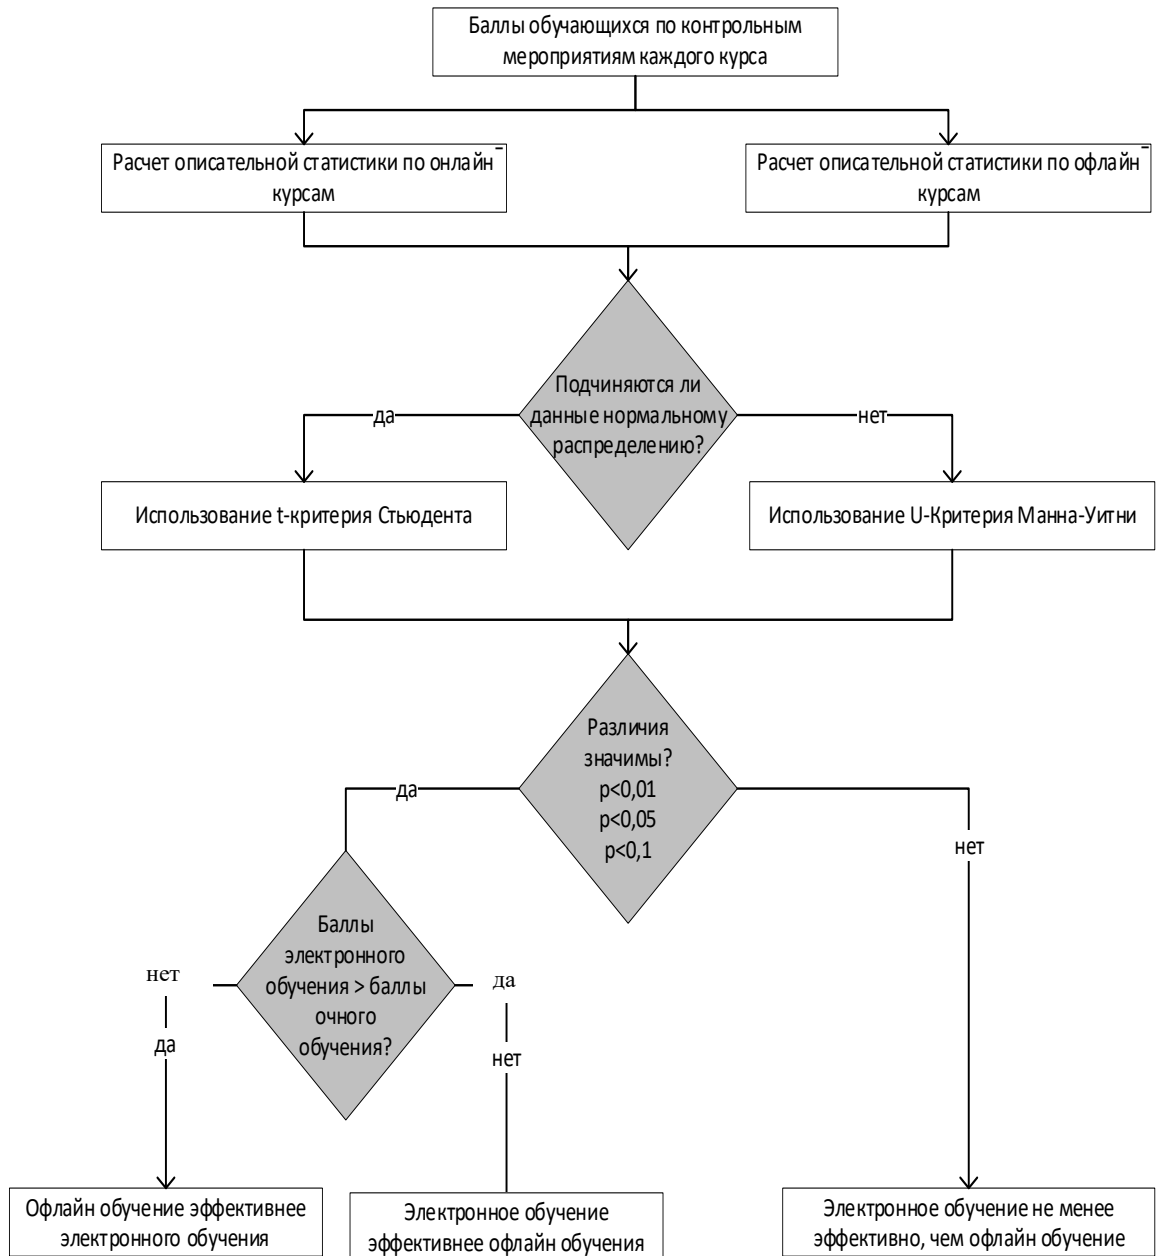 Баллы обучающихся по контрольным
мероприятиям каждого курса
Расчет описательной статистики по онлайн-
курсам
Расчет описательной статистики по офлайн-
курсам
Подчиняются ли
данные нормальному
распределению?
да
нет
Использование t-критерия Стьюдента
Использование U-Критерия Манна-Уитни
Различия
значимы?
p<0,01
p<0,05
p<0,1
да
нет
Баллы
электронного
обучения > баллы
очного
обучения?
нет
да
да
нет
Офлайн обучение эффективнее
электронного обучения
Электронное обучение
эффективнее офлайн обучения
Электронное обучение не менее
эффективно, чем офлайн обучение